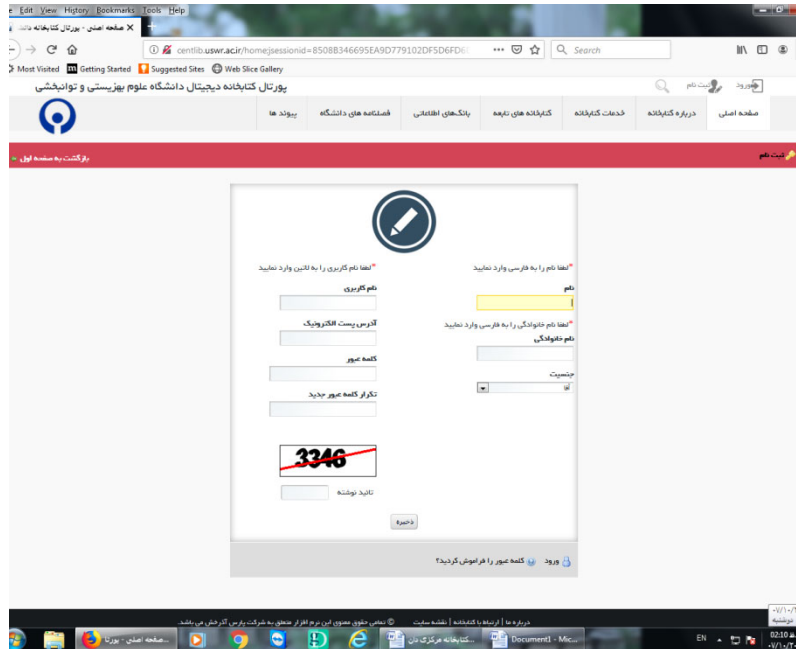 Edit View History Bookmarks Tools Help
صفحه اصلی - پورتال کتابخانه
centlib.uswr.ac.ir/home;jsessionid=8508B346695EA9D779102DF5D6FD6
Search
Most Visited Getting Started Suggested Sites Web Slice Gallery
پورتال کتابخانه دیجیتال دانشگاه علوم بهزیستی و توانبخشی
ورود ثبت نام
صفحه اصلی درباره کتابخانه خدمات کتابخانه کتابخانه های تابعه بانک‌های اطلاعاتی فصلنامه های دانشگاه پیوند ها
ثبت نام
بازگشت به صفحه اول
*لطفا نام را به فارسی وارد نمایید
نام
*لطفا نام خانوادگی را به فارسی وارد نمایید
نام خانوادگی
جنسیت
*لطفا نام کاربری را به لاتین وارد نمایید
نام کاربری
آدرس پست الکترونیک
کلمه عبور
تکرار کلمه عبور جدید
3346
تائید نوشته
ذخیره
ورود کلمه عبور را فراموش کردید؟
درباره ما | ارتباط با کتابخانه | نقشه سایت © تمامی حقوق معنوی این نرم افزار متعلق به شرکت پارس آذرخش می باشد.
دوشنبه
صفحه اصلی - پورتا...
کتابخانه مرکزی دان...
Document1 - Mic...
EN
02:10